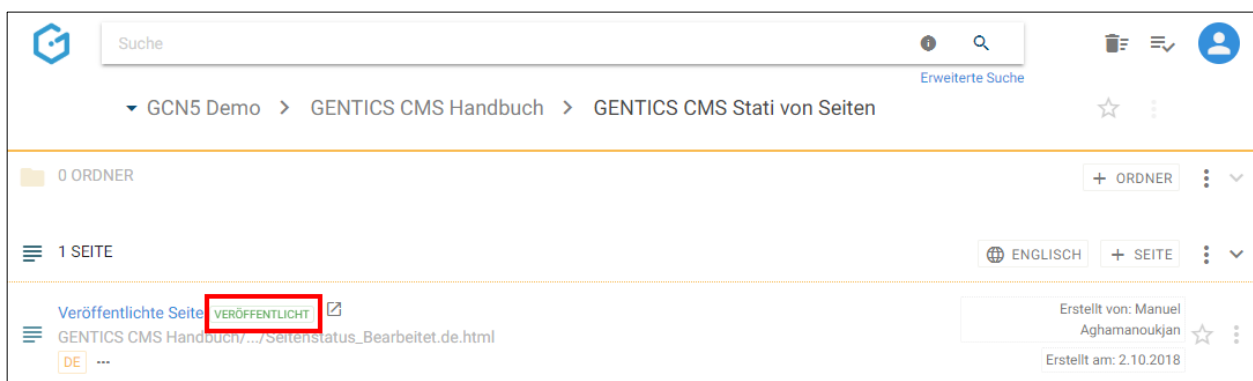 Suche
Erweiterte Suche
GCN5 Demo > GENTICS CMS Handbuch > GENTICS CMS Stati von Seiten
0 ORDNER + ORDNER
1 SEITE ENGLISCH + SEITE
Veröffentlichte Seite VERÖFFENTLICHT
GENTICS CMS Handbuch/.../Seitenstatus_Bearbeitet.de.html
DE
Erstellt von: Manuel
Aghamanoukjan
Erstellt am: 2.10.2018